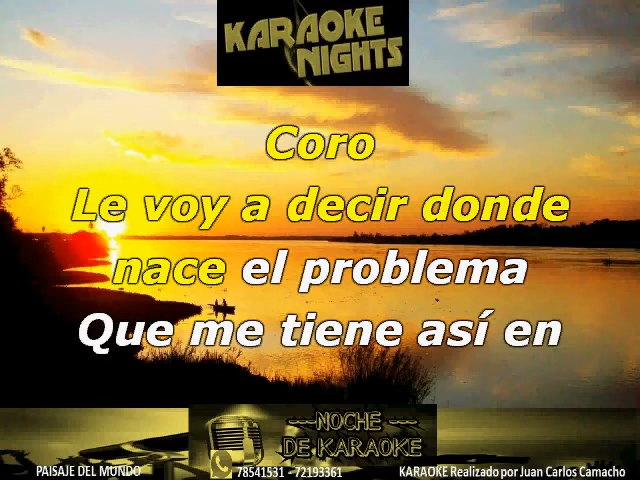 KARAOKE
NIGHTS
Coro
Le voy a decir donde
nace el problema
Que me tiene así en
---NOCHE---
DE KARAOKE
PAISAJE DEL MUNDO
78541531 - 72193361
KARAOKE Realizado por Juan Carlos Camacho